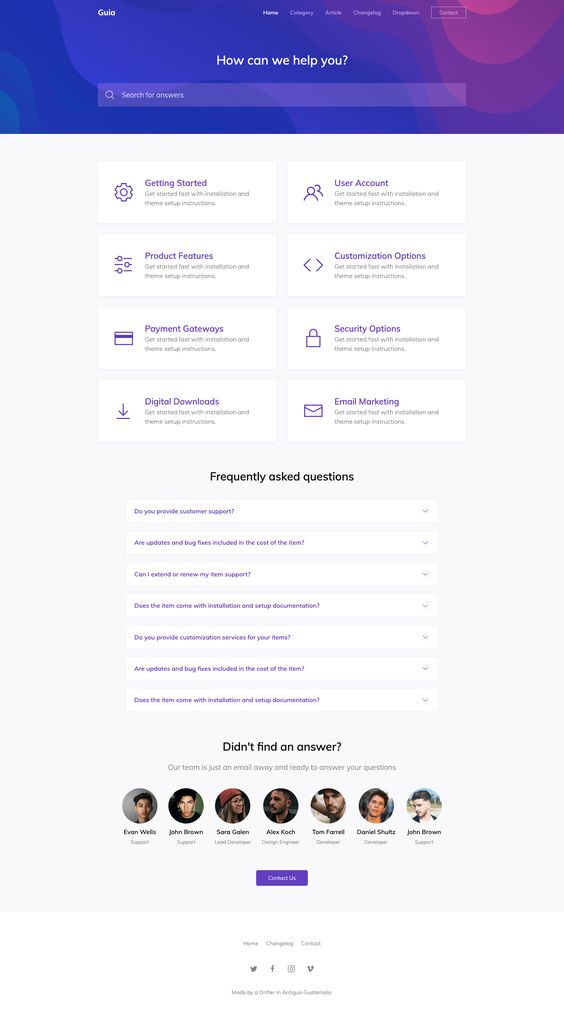 Guia
Home Category Article Changelog Dropdown Contact
How can we help you?
Search for answers
Getting Started
Get started fast with installation and
theme setup instructions.
User Account
Get started fast with installation and
theme setup instructions.
Product Features
Get started fast with installation and
theme setup instructions.
Customization Options
Get started fast with installation and
theme setup instructions.
Payment Gateways
Get started fast with installation and
theme setup instructions.
Security Options
Get started fast with installation and
theme setup instructions.
Digital Downloads
Get started fast with installation and
theme setup instructions.
Email Marketing
Get started fast with installation and
theme setup instructions.
Frequently asked questions
Do you provide customer support?
Are updates and bug fixes included in the cost of the item?
Can I extend or renew my item support?
Does the item come with installation and setup documentation?
Do you provide customization services for your items?
Are updates and bug fixes included in the cost of the item?
Does the item come with installation and setup documentation?
Didn't find an answer?
Our team is just an email away and ready to answer your questions
Evan Wells
Support
John Brown
Support
Sara Galen
Lead Developer
Alex Koch
Design Engineer
Tom Farrell
Developer
Daniel Shultz
Developer
John Brown
Support
Contact Us
Home Changelog Contact
Made by a Drifter in Antigua Guatemala.